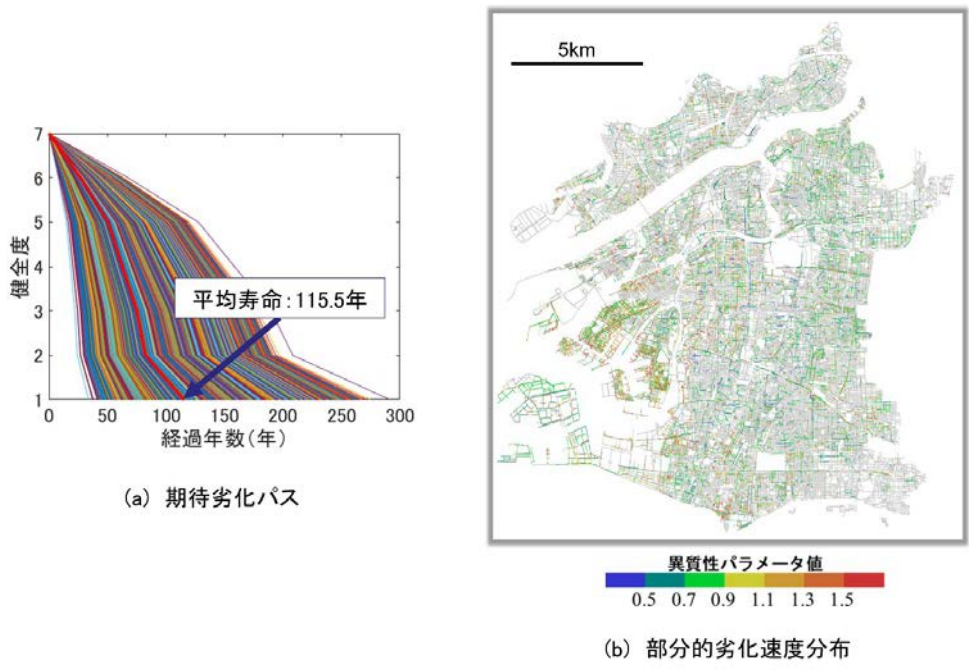 7
6
5
4
3
2
1
健全度
平均寿命:115.5年
0 50 100 150 200 250 300
経過年数(年)
(a) 期待劣化パス
5km
異質性パラメータ値
0.5 0.7 0.9 1.1 1.3 1.5
(b) 部分的劣化速度分布